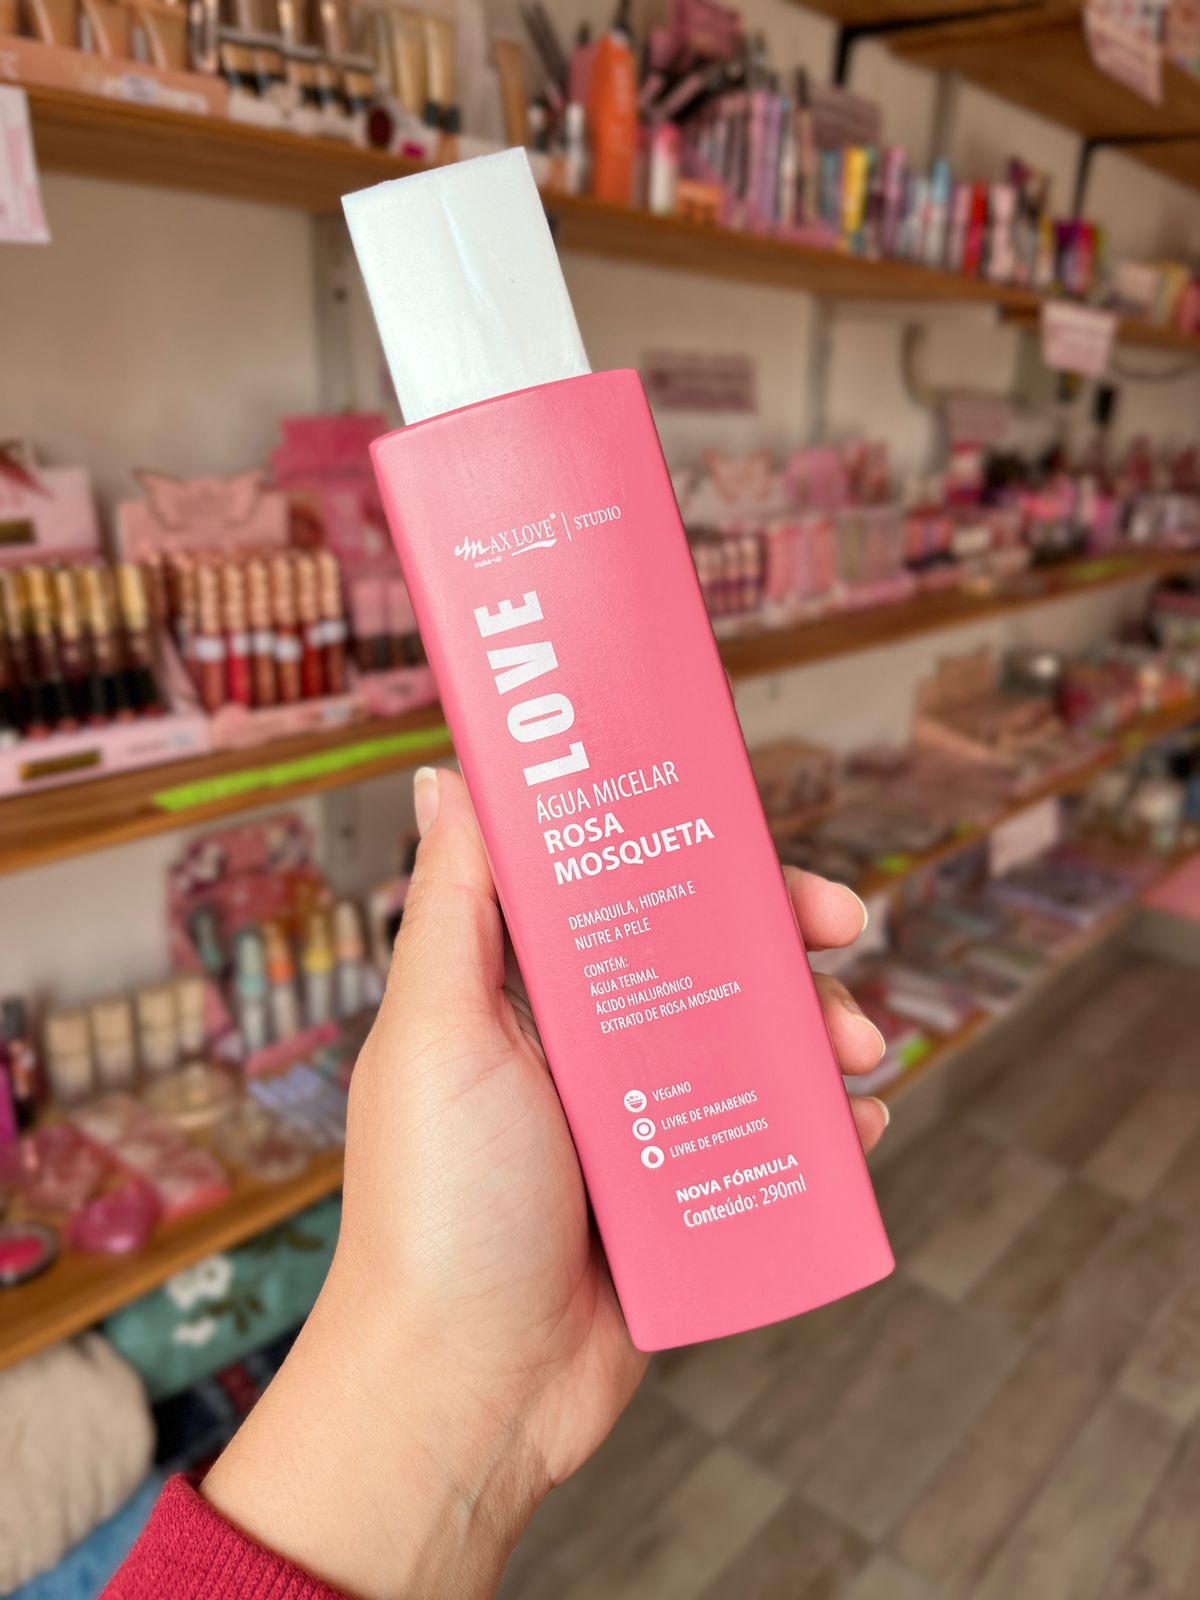 MAX LOVE® | STUDIO
make-up
LOVE
ÁGUA MICELAR
ROSA
MOSQUETA
DEMAQUILA, HIDRATA E
NUTRE A PELE
CONTÉM:
ÁGUA TERMAL
ÁCIDO HIALURÔNICO
EXTRATO DE ROSA MOSQUETA
VEGANO
LIVRE DE PARABENOS
LIVRE DE PETROLATOS
NOVA FÓRMULA
Conteúdo: 290ml